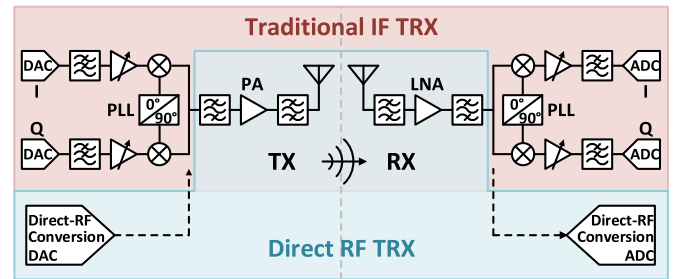 Traditional IF TRX
DAC
I
PLL
0°
90°
Q
DAC
PA
LNA
TX
RX
ADC
I
0°
90°
PLL
Q
ADC
Direct-RF
Conversion
DAC
Direct RF TRX
Direct-RF
Conversion
ADC